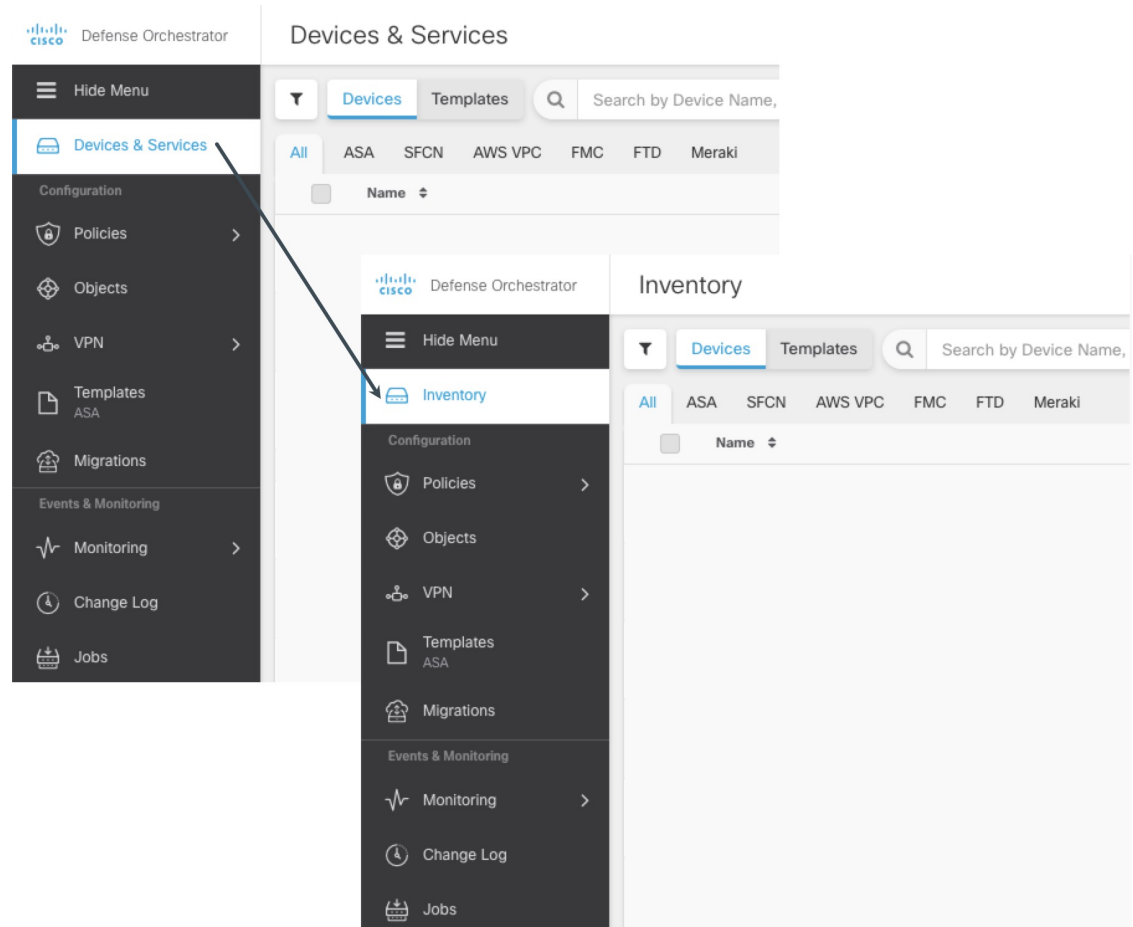 cisco Defense Orchestrator
Devices & Services
Hide Menu
Devices Templates Search by Device Name,
Devices & Services
All ASA SFCN AWS VPC FMC FTD Meraki
Configuration
Name
Policies
Objects
VPN
Templates
ASA
Migrations
Events & Monitoring
Monitoring
Change Log
Jobs
cisco Defense Orchestrator
Inventory
Hide Menu
Devices Templates Search by Device Name,
Inventory
All ASA SFCN AWS VPC FMC FTD Meraki
Configuration
Name
Policies
Objects
VPN
Templates
ASA
Migrations
Events & Monitoring
Monitoring
Change Log
Jobs